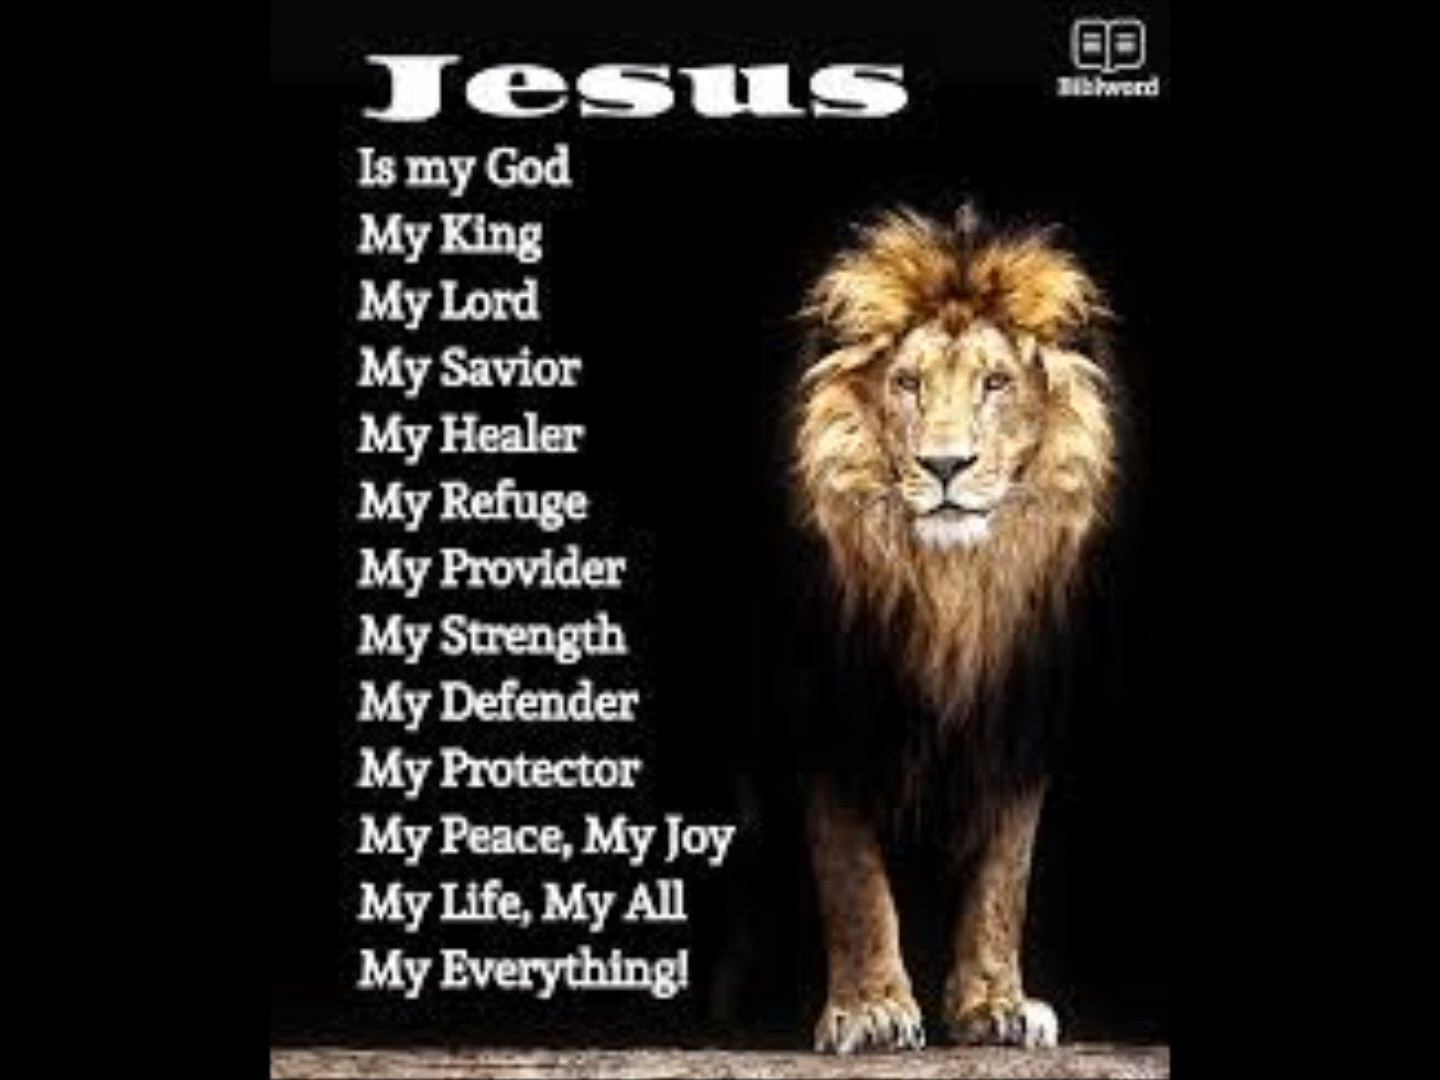 Jesus
Biblword
Is my God
My King
My Lord
My Savior
My Healer
My Refuge
My Provider
My Strength
My Defender
My Protector
My Peace, My Joy
My Life, My All
My Everything!